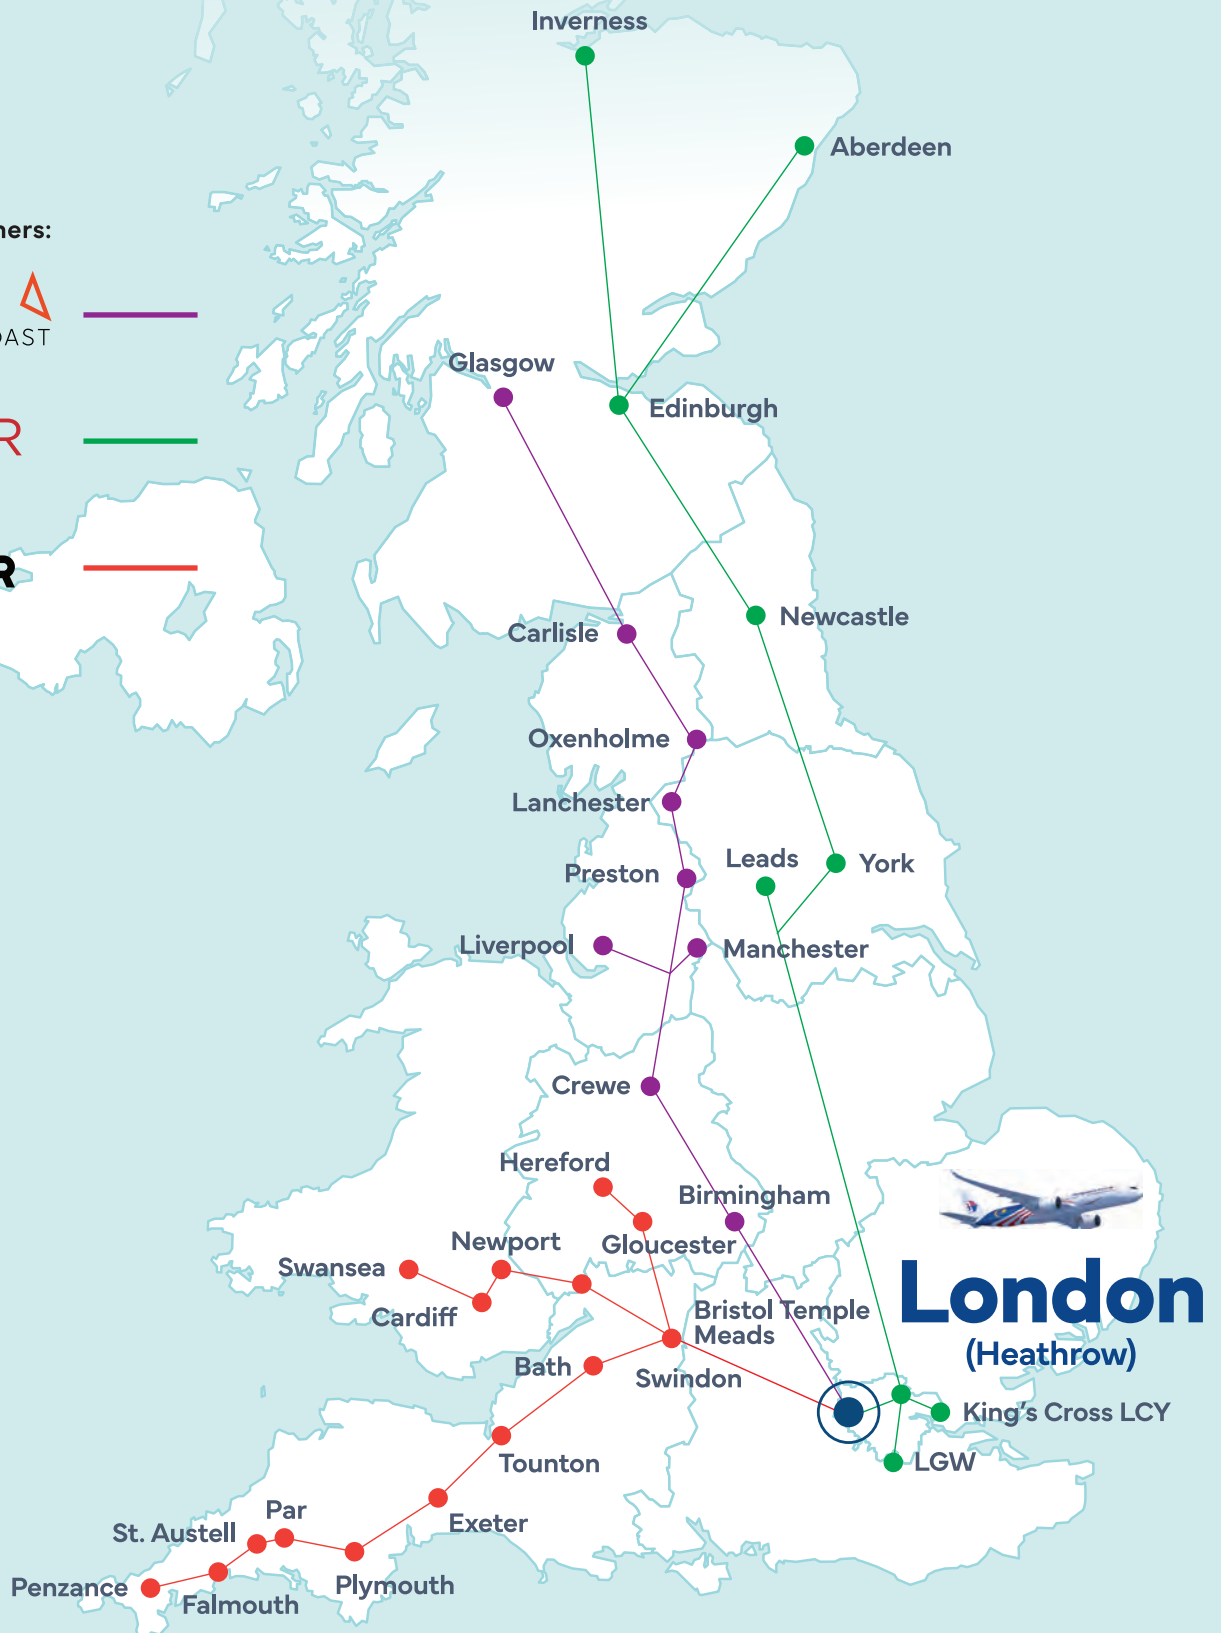 Inverness
Aberdeen
ners:
OAST
Glasgow
Edinburgh
R
R
Newcastle
Carlisle
Oxenholme
Lanchester
Leads
York
Preston
Liverpool
Manchester
Crewe
Hereford
Birmingham
Gloucester
Newport
Swansea
Cardiff
Bristol Temple
Meads
London
(Heathrow)
Bath
Swindon
King's Cross LCY
Tounton
LGW
Par
Exeter
St. Austell
Plymouth
Penzance
Falmouth